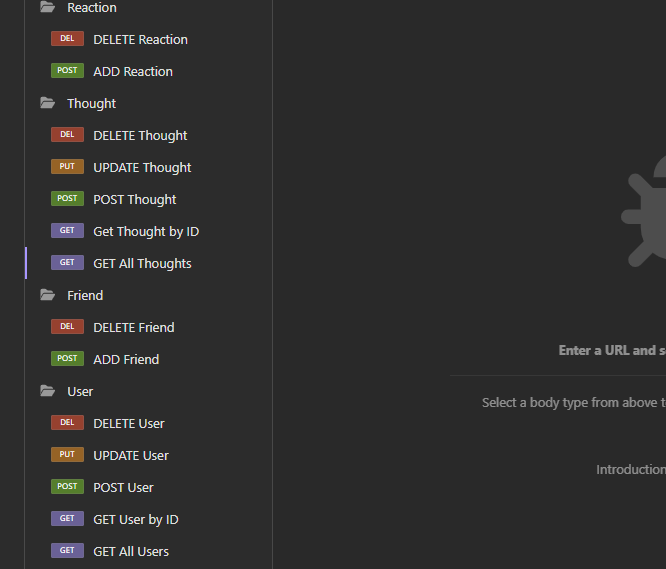 Reaction
DEL DELETE Reaction
POST ADD Reaction
Thought
DEL DELETE Thought
PUT UPDATE Thought
POST POST Thought
GET Get Thought by ID
GET GET All Thoughts
Friend
DEL DELETE Friend
POST ADD Friend
User
DEL DELETE User
PUT UPDATE User
POST POST User
GET GET User by ID
GET GET All Users
Enter a URL and s
Select a body type from above t
Introduction